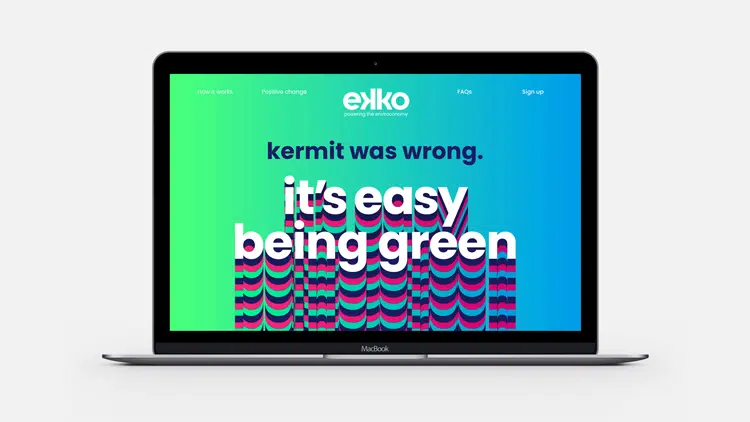 How it works Positive change
ekko
powering the enviroconomy
FAQs Sign up
kermit was wrong.
it's easy
being green
MacBook